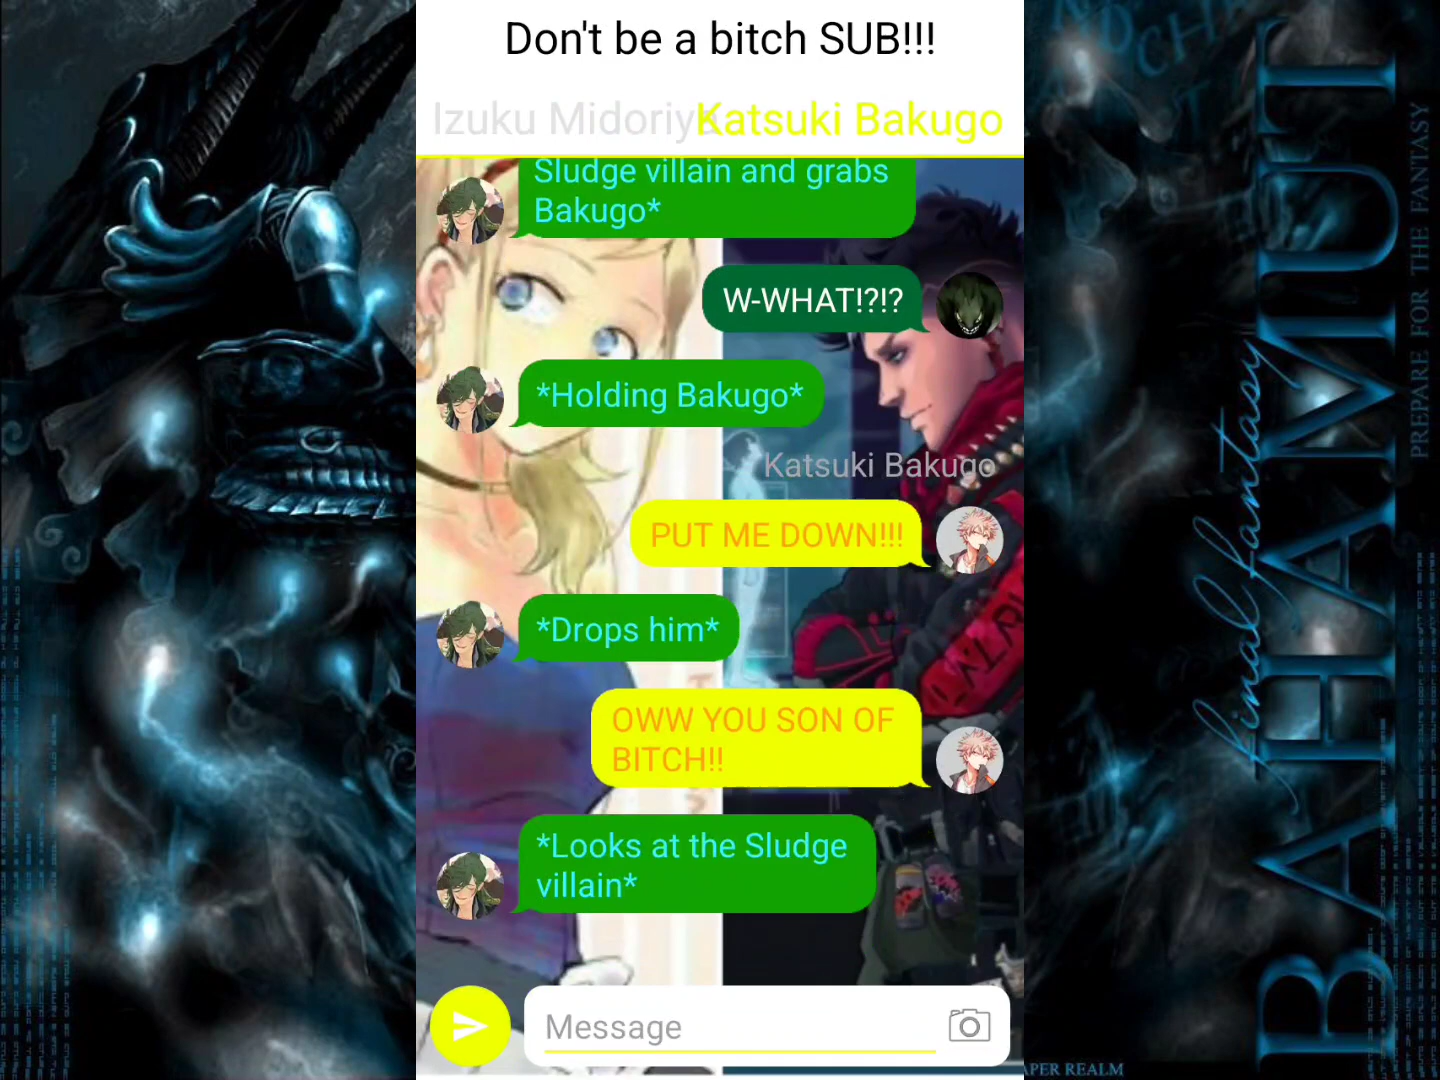 Don't be a bitch SUB!!!
Izuku Midoriya
Katsuki Bakugo
Sludge villain and grabs
Bakugo*
W-WHAT!?!?
*Holding Bakugo*
Katsuki Bakugo
PUT ME DOWN!!!
*Drops him*
OWW YOU SON OF
BITCH!!
*Looks at the Sludge
villain*
Message
final fantasy
BAHAMUT
PREPARE FOR THE FANTASY
APER REALM